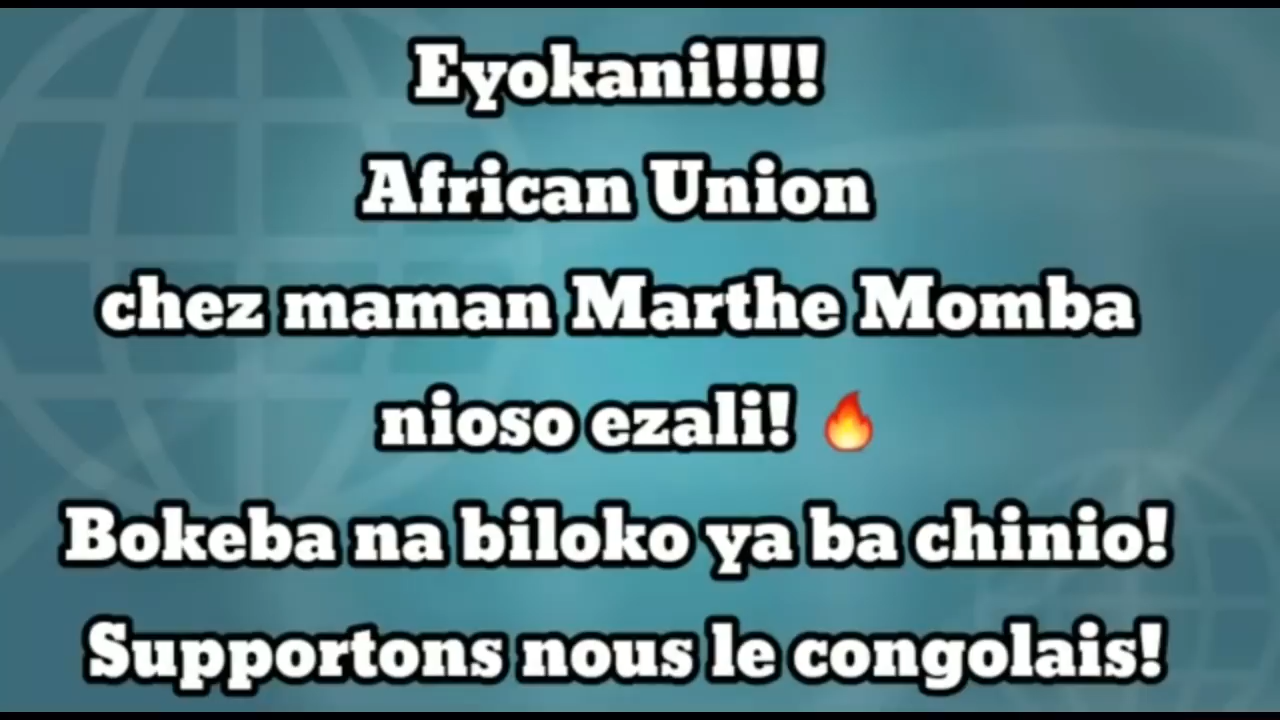 Eyokani!!!!
African Union
chez maman Marthe Momba
nioso ezali! 🔥
Bokeba na biloko ya ba chinio!
Supportons nous le congolais!